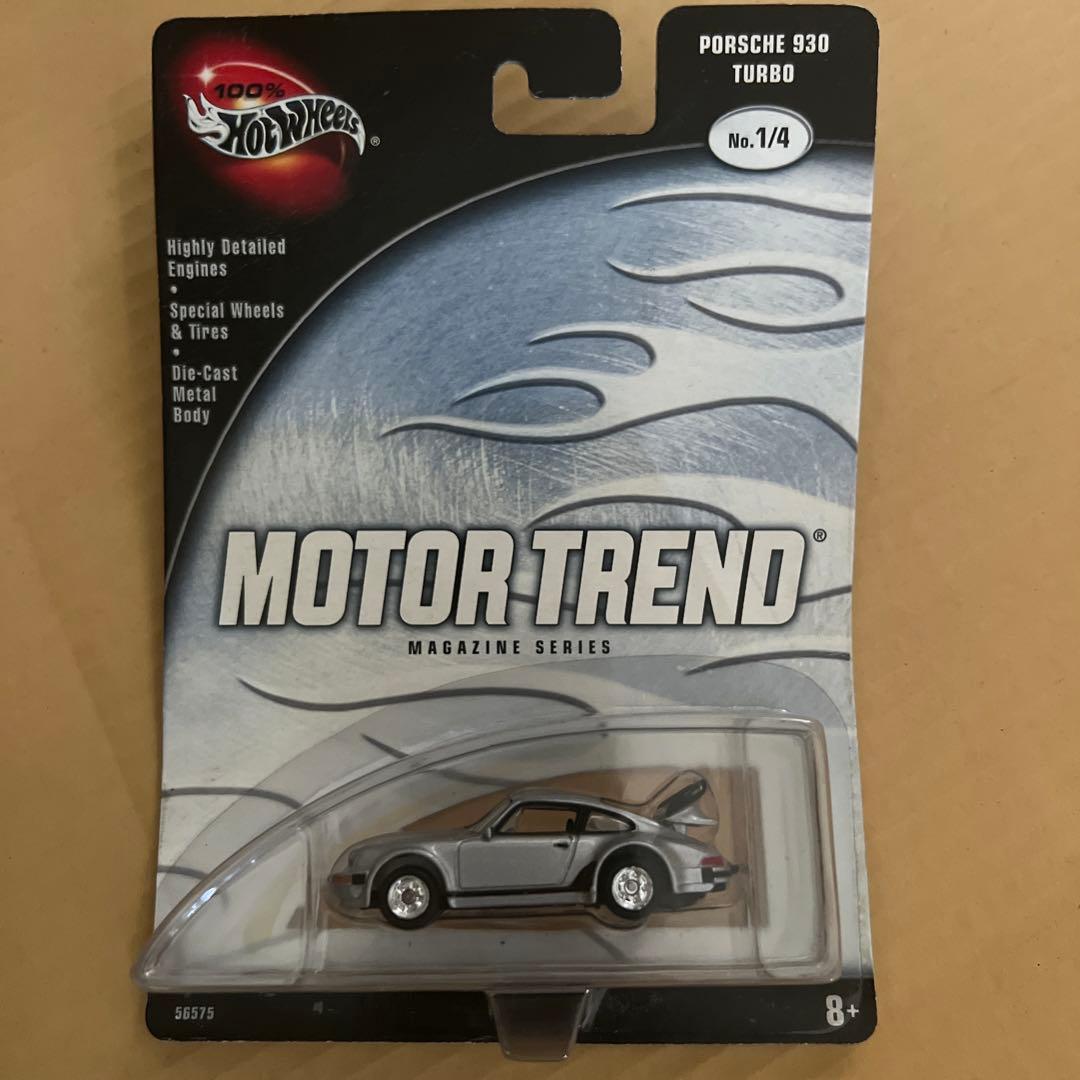 100%
Hot Wheels®
PORSCHE 930
TURBO
No.1/4
Highly Detailed
Engines
•
Special Wheels
& Tires
•
Die-Cast
Metal
Body
MOTOR TREND®
MAGAZINE SERIES
56575
8+